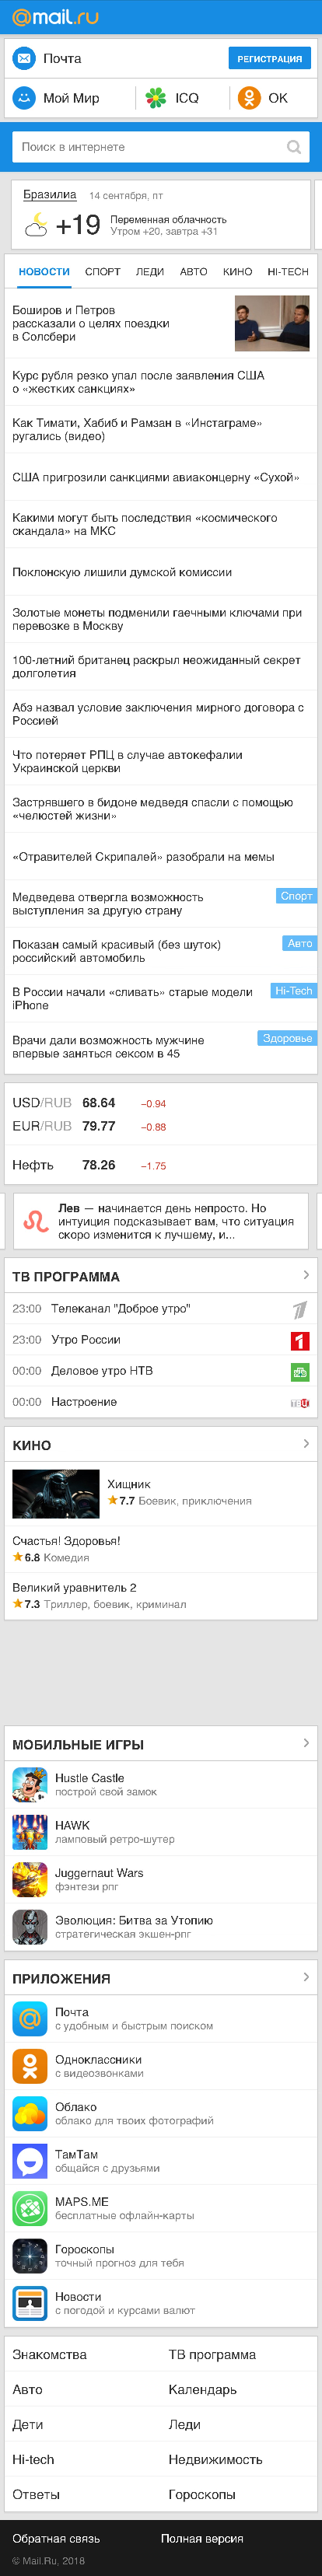 @mail.ru
Почта
РЕГИСТРАЦИЯ
Мой Мир
ICQ
OK
Поиск в интернете
Бразилиа 14 сентября, пт
+19
Переменная облачность
Утром +20, завтра +31
НОВОСТИ СПОРТ ЛЕДИ АВТО КИНО HI-TECH
Боширов и Петров
рассказали о целях поездки
в Солсбери
Курс рубля резко упал после заявления США
о «жестких санкциях»
Как Тимати, Хабиб и Рамзан в «Инстаграме»
ругались (видео)
США пригрозили санкциями авиаконцерну «Сухой»
Какими могут быть последствия «космического
скандала» на МКС
Поклонскую лишили думской комиссии
Золотые монеты подменили гаечными ключами при
перевозке в Москву
100-летний британец раскрыл неожиданный секрет
долголетия
Абэ назвал условие заключения мирного договора с
Россией
Что потеряет РПЦ в случае автокефалии
Украинской церкви
Застрявшего в бидоне медведя спасли с помощью
«челюстей жизни»
«Отравителей Скрипалей» разобрали на мемы
Медведева отвергла возможность
выступления за другую страну
Спорт
Показан самый красивый (без шуток)
российский автомобиль
Авто
В России начали «сливать» старые модели
iPhone
Hi-Tech
Врачи дали возможность мужчине
впервые заняться сексом в 45
Здоровье
USD/RUB 68.64 −0.94
EUR/RUB 79.77 −0.88
Нефть 78.26 −1.75
Лев — начинается день непросто. Но
интуиция подсказывает вам, что ситуация
скоро изменится к лучшему, и...
ТВ ПРОГРАММА
23:00 Телеканал "Доброе утро"
23:00 Утро России
00:00 Деловое утро НТВ
00:00 Настроение
КИНО
Хищник
7.7 Боевик, приключения
Счастья! Здоровья!
6.8 Комедия
Великий уравнитель 2
7.3 Триллер, боевик, криминал
МОБИЛЬНЫЕ ИГРЫ
Hustle Castle
построй свой замок
HAWK
ламповый ретро-шутер
Juggernaut Wars
фэнтези рпг
Эволюция: Битва за Утопию
стратегическая экшен-рпг
ПРИЛОЖЕНИЯ
Почта
с удобным и быстрым поиском
Одноклассники
с видеозвонками
Облако
облако для твоих фотографий
ТамТам
общайся с друзьями
MAPS.ME
бесплатные офлайн-карты
Гороскопы
точный прогноз для тебя
Новости
с погодой и курсами валют
Знакомства ТВ программа
Авто Календарь
Дети Леди
Hi-tech Недвижимость
Ответы Гороскопы
Обратная связь Полная версия
© Mail.Ru, 2018